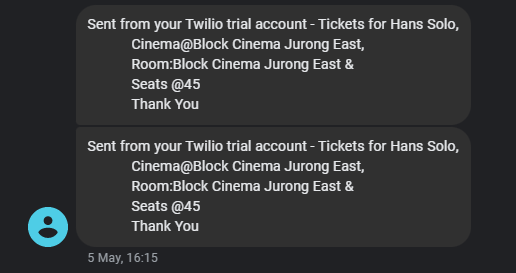 Sent from your Twilio trial account - Tickets for Hans Solo,
Cinema@Block Cinema Jurong East,
Room:Block Cinema Jurong East &
Seats @45
Thank You
Sent from your Twilio trial account - Tickets for Hans Solo,
Cinema@Block Cinema Jurong East,
Room:Block Cinema Jurong East &
Seats @45
Thank You
5 May, 16:15